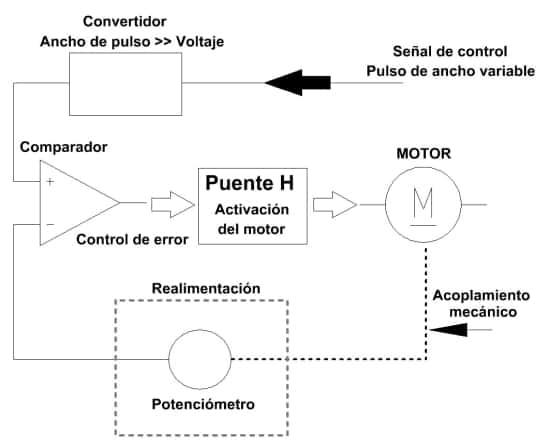 Convertidor
Ancho de pulso >> Voltaje
Señal de control
Pulso de ancho variable
Comparador
+
−
Control de error
Puente H
Activación
del motor
MOTOR
M
Realimentación
Acoplamiento
mecánico
Potenciómetro